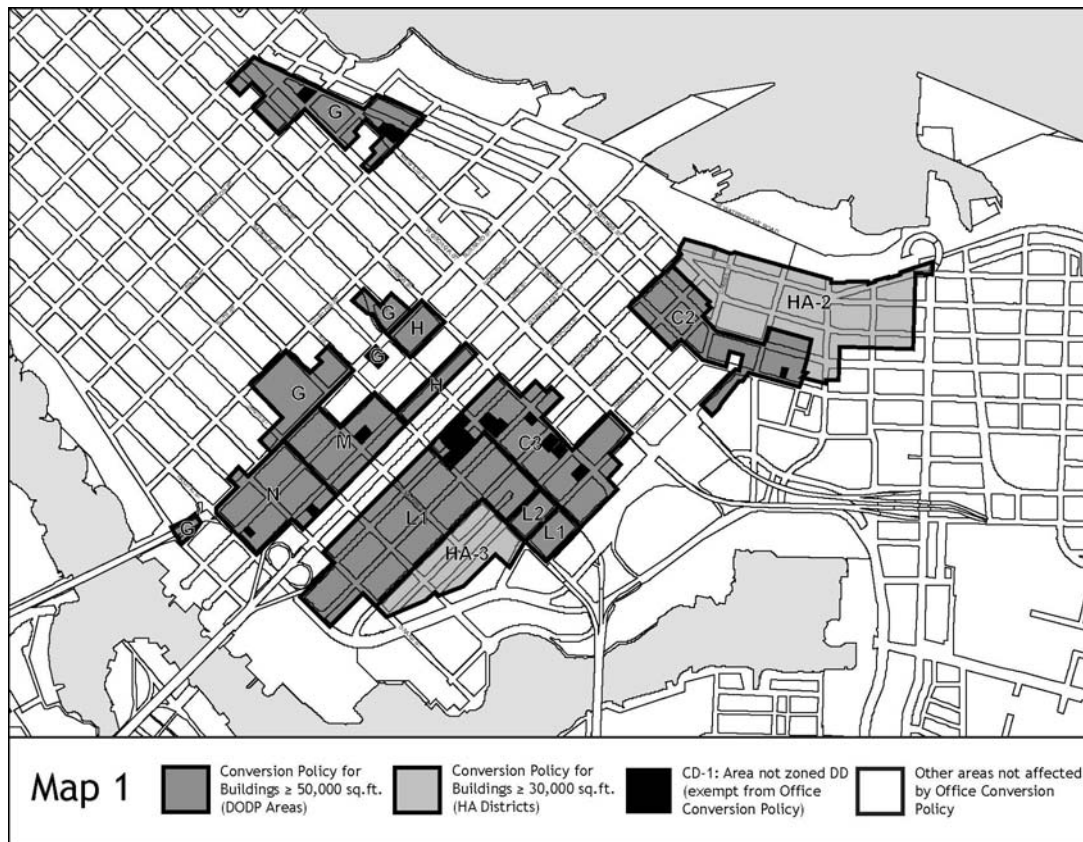 G
C2
HA-2
G
H
G
H
G
M
C3
N
L1
L2
L1
HA-3
G
Map 1
Conversion Policy for
Buildings ≥ 50,000 sq.ft.
(DODP Areas)
Conversion Policy for
Buildings ≥ 30,000 sq.ft.
(HA Districts)
CD-1: Area not zoned DD
(exempt from Office
Conversion Policy)
Other areas not affected
by Office Conversion
Policy